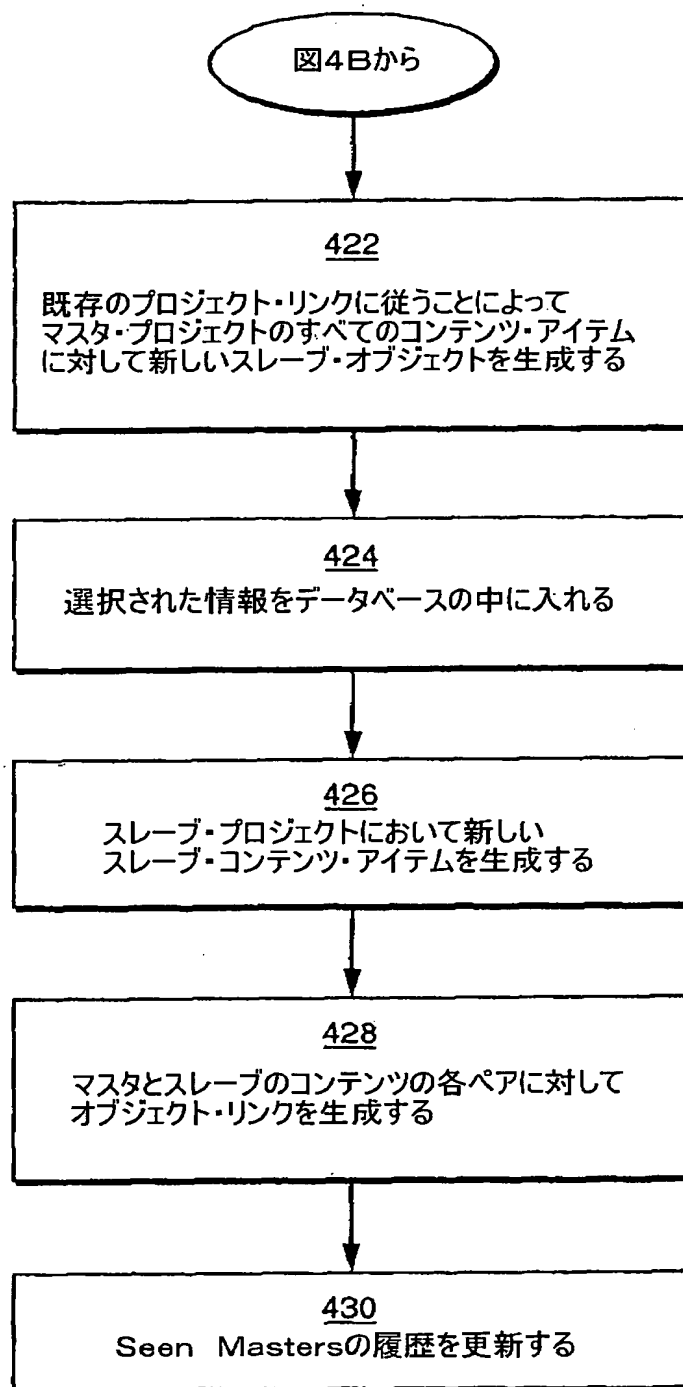 図4Bから
422
既存のプロジェクト・リンクに従うことによって
マスタ・プロジェクトのすべてのコンテンツ・アイテム
に対して新しいスレーブ・オブジェクトを生成する
424
選択された情報をデータベースの中に入れる
426
スレーブ・プロジェクトにおいて新しい
スレーブ・コンテンツ・アイテムを生成する
428
マスタとスレーブのコンテンツの各ペアに対して
オブジェクト・リンクを生成する
430
Seen Mastersの履歴を更新する